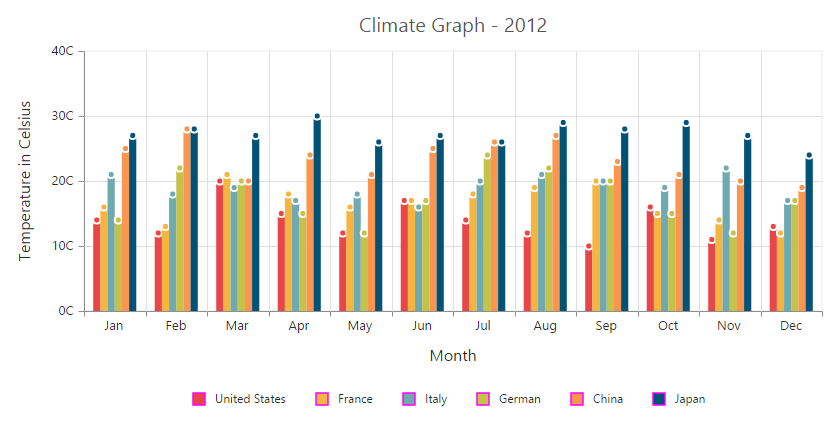 Climate Graph - 2012
Temperature in Celsius
40C
30C
20C
10C
0C
Jan Feb Mar Apr May Jun Jul Aug Sep Oct Nov Dec
Month
United States France Italy German China Japan